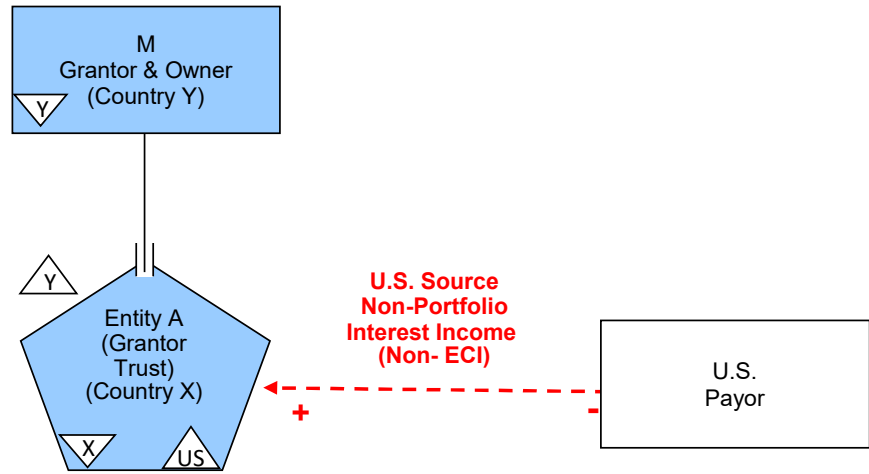 M
Grantor & Owner
(Country Y)
Y
Y
Entity A
(Grantor
Trust)
(Country X)
X
US
U.S. Source
Non-Portfolio
Interest Income
(Non- ECI)
+
-
U.S.
Payor